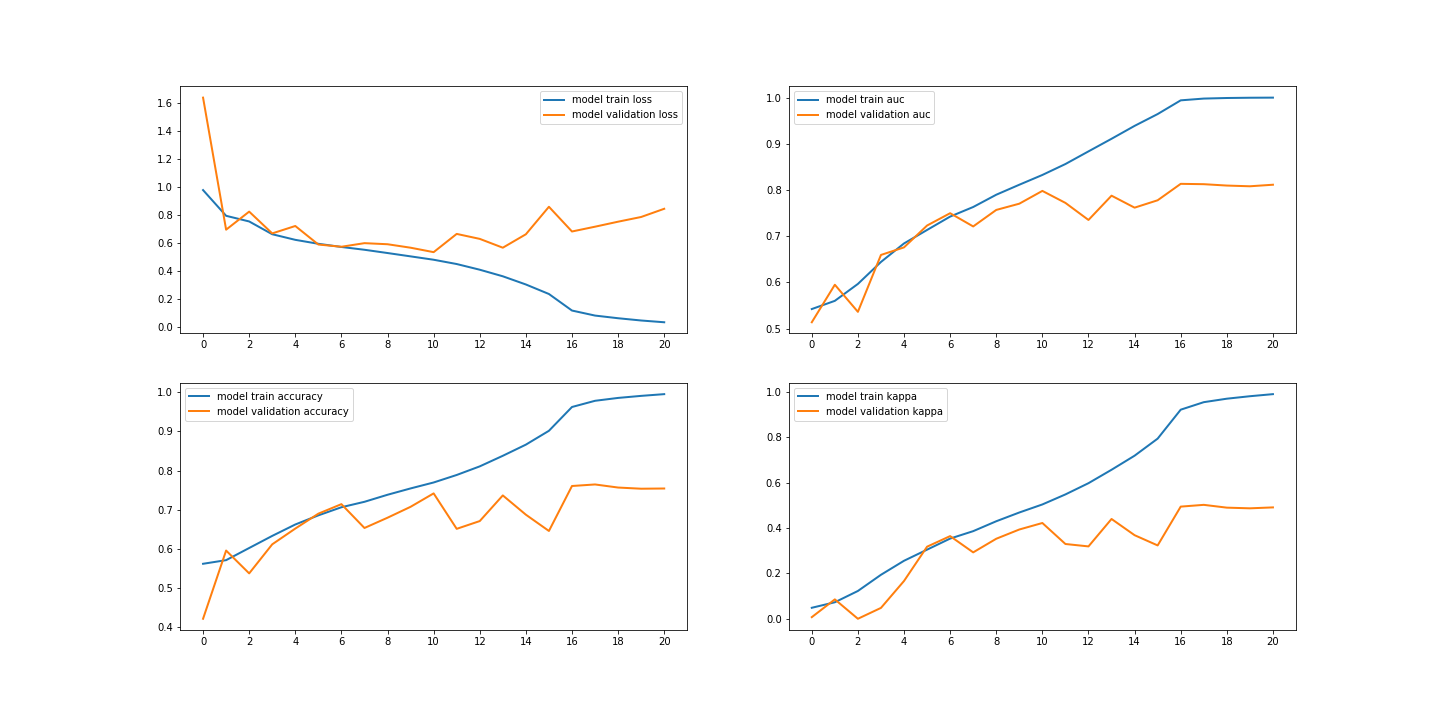 model train loss
model validation loss
1.6
1.4
1.2
1.0
0.8
0.6
0.4
0.2
0.0
0 2 4 6 8 10 12 14 16 18 20
model train auc
model validation auc
1.0
0.9
0.8
0.7
0.6
0.5
0 2 4 6 8 10 12 14 16 18 20
model train accuracy
model validation accuracy
1.0
0.9
0.8
0.7
0.6
0.5
0.4
0 2 4 6 8 10 12 14 16 18 20
model train kappa
model validation kappa
1.0
0.8
0.6
0.4
0.2
0.0
0 2 4 6 8 10 12 14 16 18 20